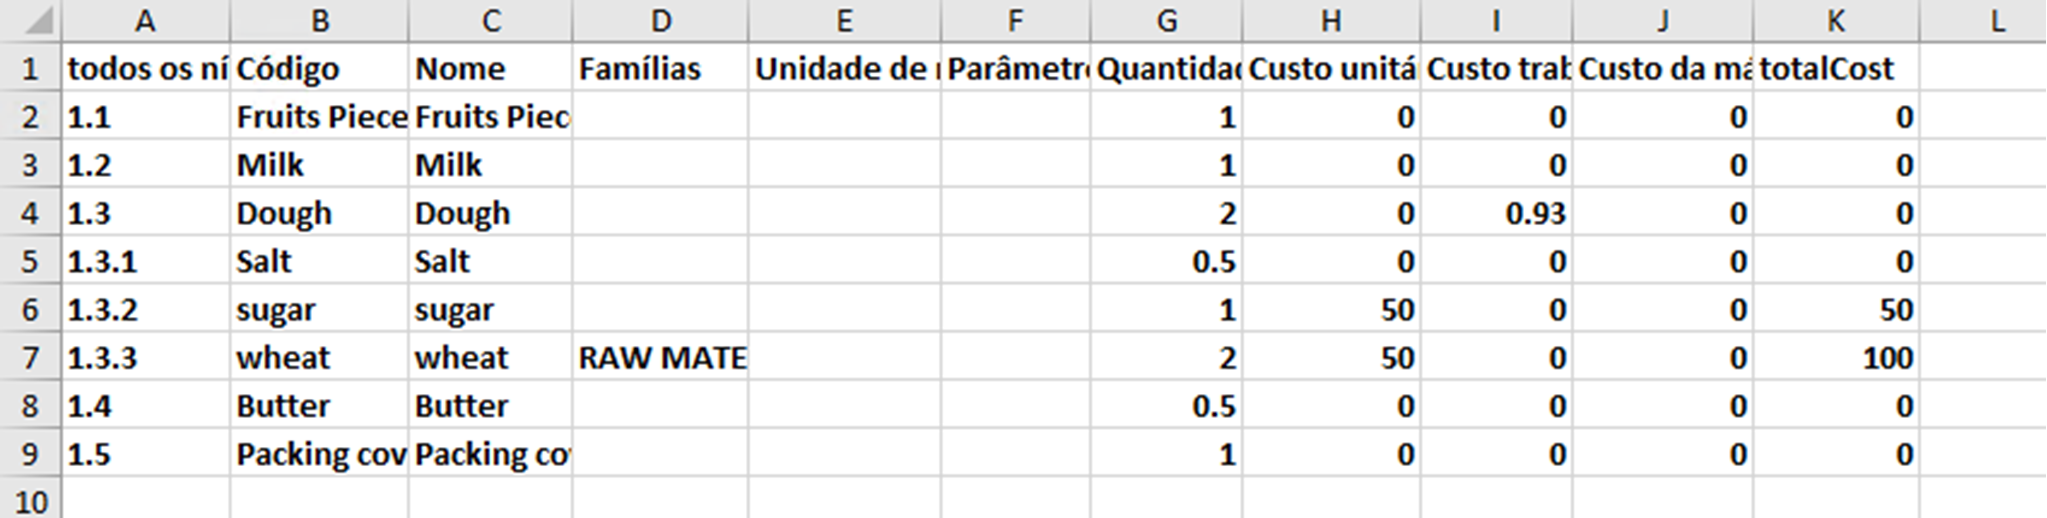 A B C D E F G H I J K L
1 todos os ní Código Nome Famílias Unidade de Parâmetr Quantidad Custo unitá Custo trab Custo da má totalCost
2 1.1 Fruits Piece Fruits Piec 1 0 0 0 0
3 1.2 Milk Milk 1 0 0 0 0
4 1.3 Dough Dough 2 0 0.93 0 0
5 1.3.1 Salt Salt 0.5 0 0 0 0
6 1.3.2 sugar sugar 1 50 0 0 50
7 1.3.3 wheat wheat RAW MATE 2 50 0 0 100
8 1.4 Butter Butter 0.5 0 0 0 0
9 1.5 Packing cov Packing co 1 0 0 0 0
10